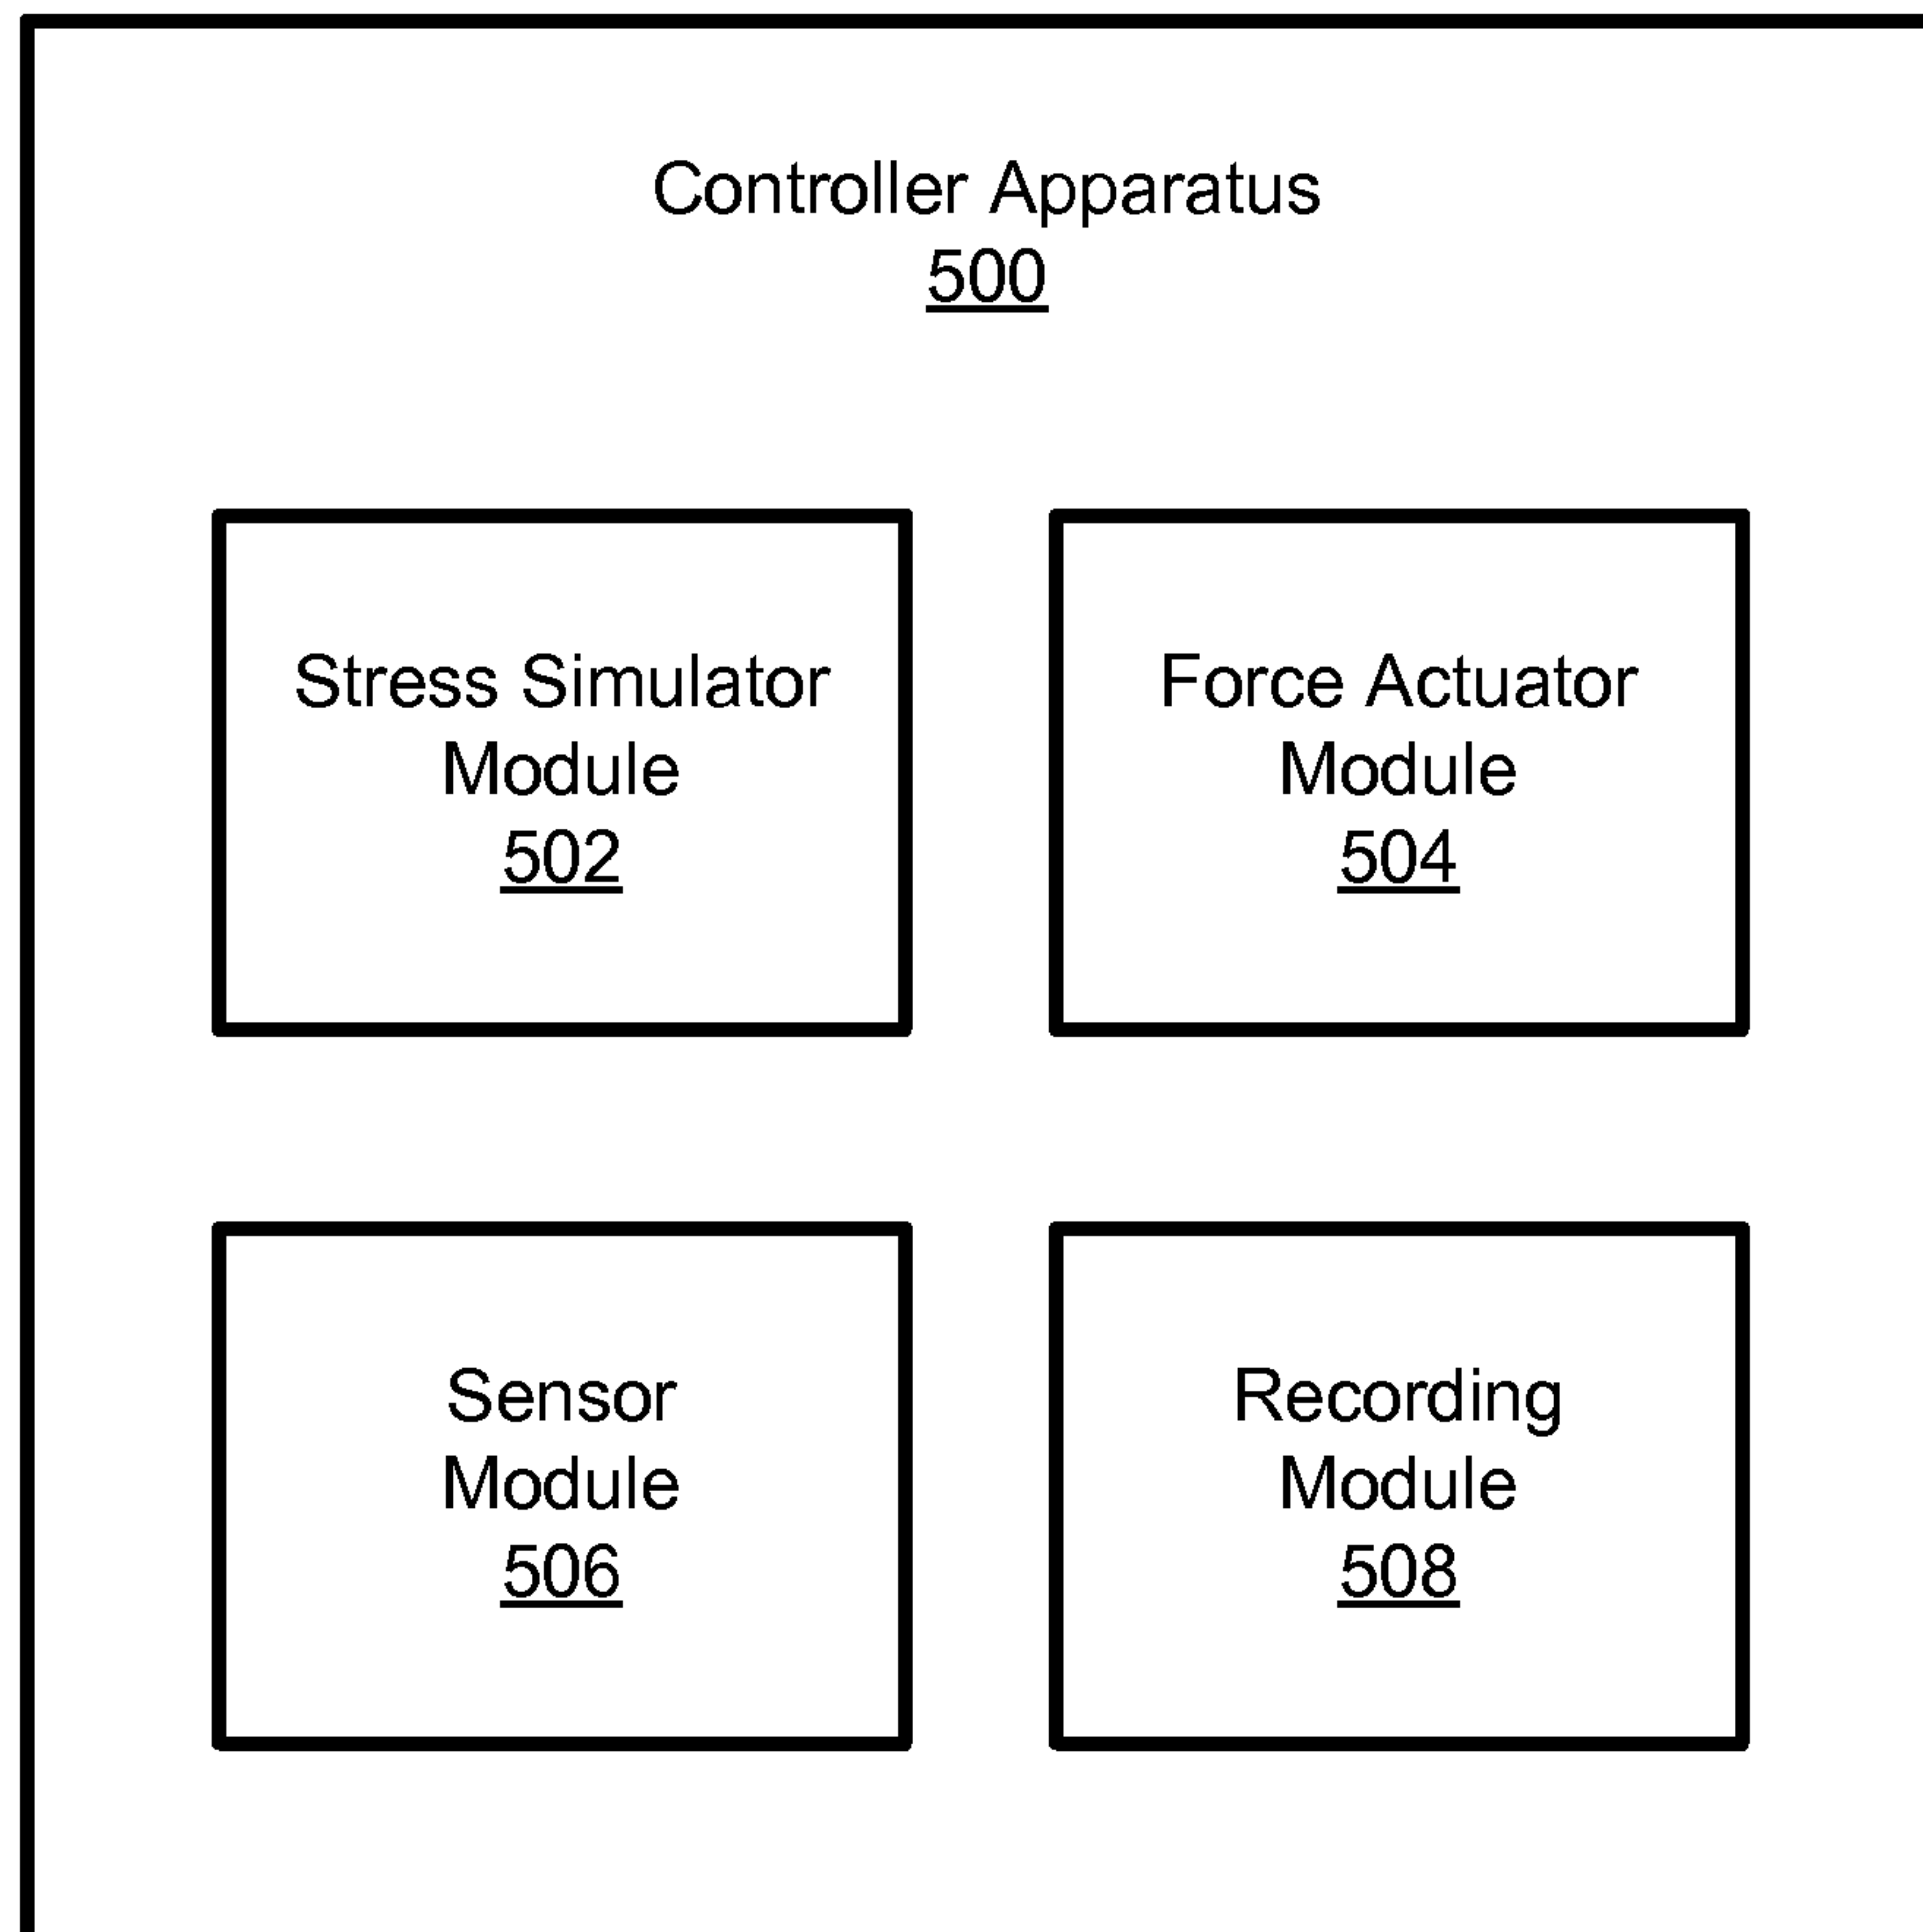 Controller Apparatus
500
Stress Simulator
Module
502
Force Actuator
Module
504
Sensor
Module
506
Recording
Module
508